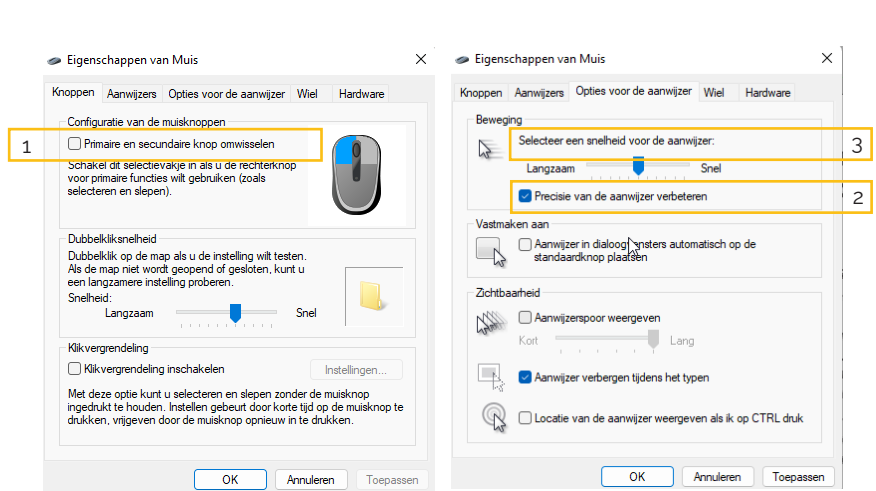 Eigenschappen van Muis
Knoppen Aanwijzers Opties voor de aanwijzer Wiel Hardware
Configuratie van de muisknoppen
1
Primaire en secundaire knop omwisselen
Schakel dit selectievakje in als u de rechterknop
voor primaire functies wilt gebruiken (zoals
selecteren en slepen).
Dubbelkliksnelheid
Dubbelklik op de map als u de instelling wilt testen.
Als de map niet wordt geopend of gesloten, kunt u
een langzamere instelling proberen.
Snelheid:
Langzaam Snel
Klikvergrendeling
Klikvergrendeling inschakelen Instellingen...
Met deze optie kunt u selecteren en slepen zonder de muisknop
ingedrukt te houden. Instellen gebeurt door korte tijd op de muisknop te
drukken, vrijgeven door de muisknop opnieuw in te drukken.
OK Annuleren Toepassen
Eigenschappen van Muis
Knoppen Aanwijzers Opties voor de aanwijzer Wiel Hardware
Beweging
Selecteer een snelheid voor de aanwijzer: 3
Langzaam Snel
Precisie van de aanwijzer verbeteren 2
Vastmaken aan
Aanwijzer in dialoogvensters automatisch op de
standaardknop plaatsen
Zichtbaarheid
Aanwijzerspoor weergeven
Kort Lang
Aanwijzer verbergen tijdens het typen
Locatie van de aanwijzer weergeven als ik op CTRL druk
OK Annuleren Toepassen